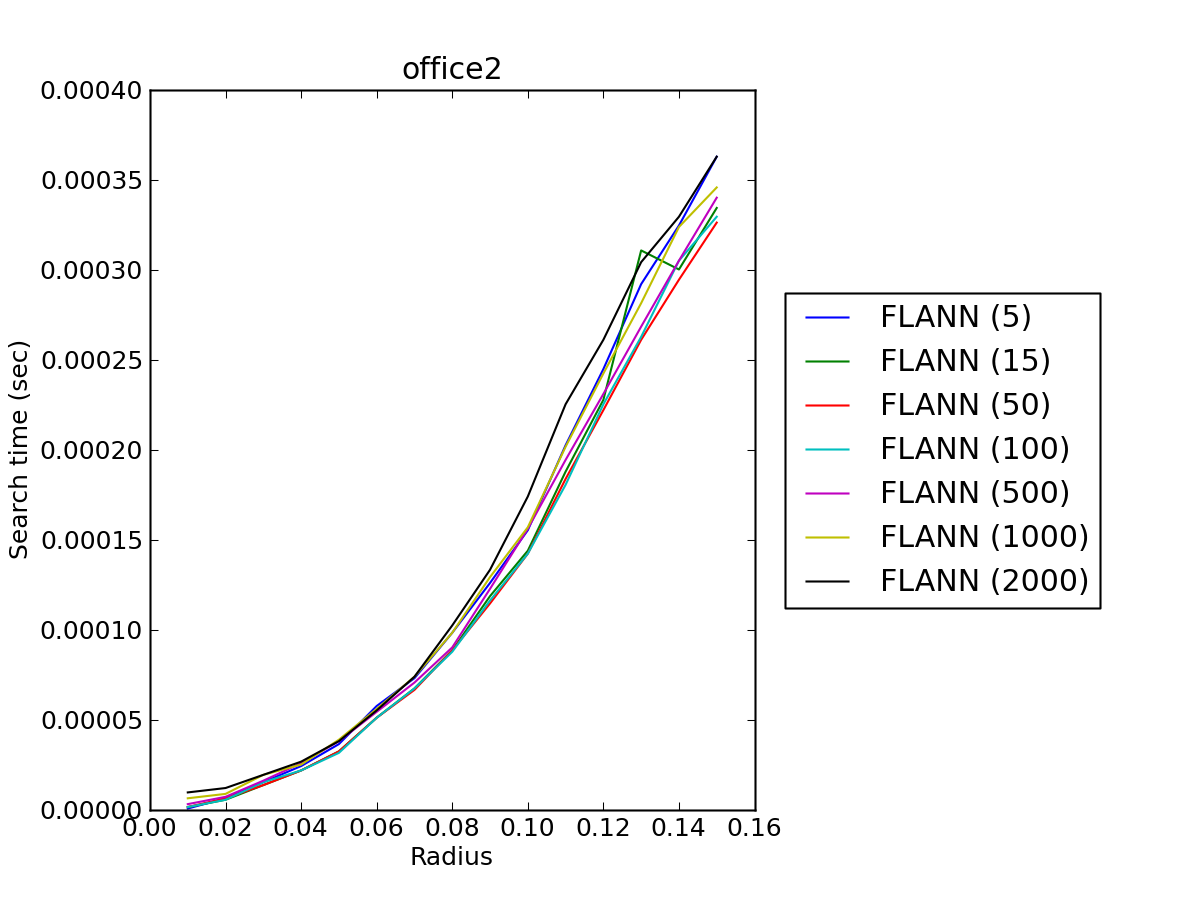 office2
0.00040
0.00035
0.00030
0.00025
0.00020
0.00015
0.00010
0.00005
0.00000
Search time (sec)
0.00 0.02 0.04 0.06 0.08 0.10 0.12 0.14 0.16
Radius
FLANN (5)
FLANN (15)
FLANN (50)
FLANN (100)
FLANN (500)
FLANN (1000)
FLANN (2000)